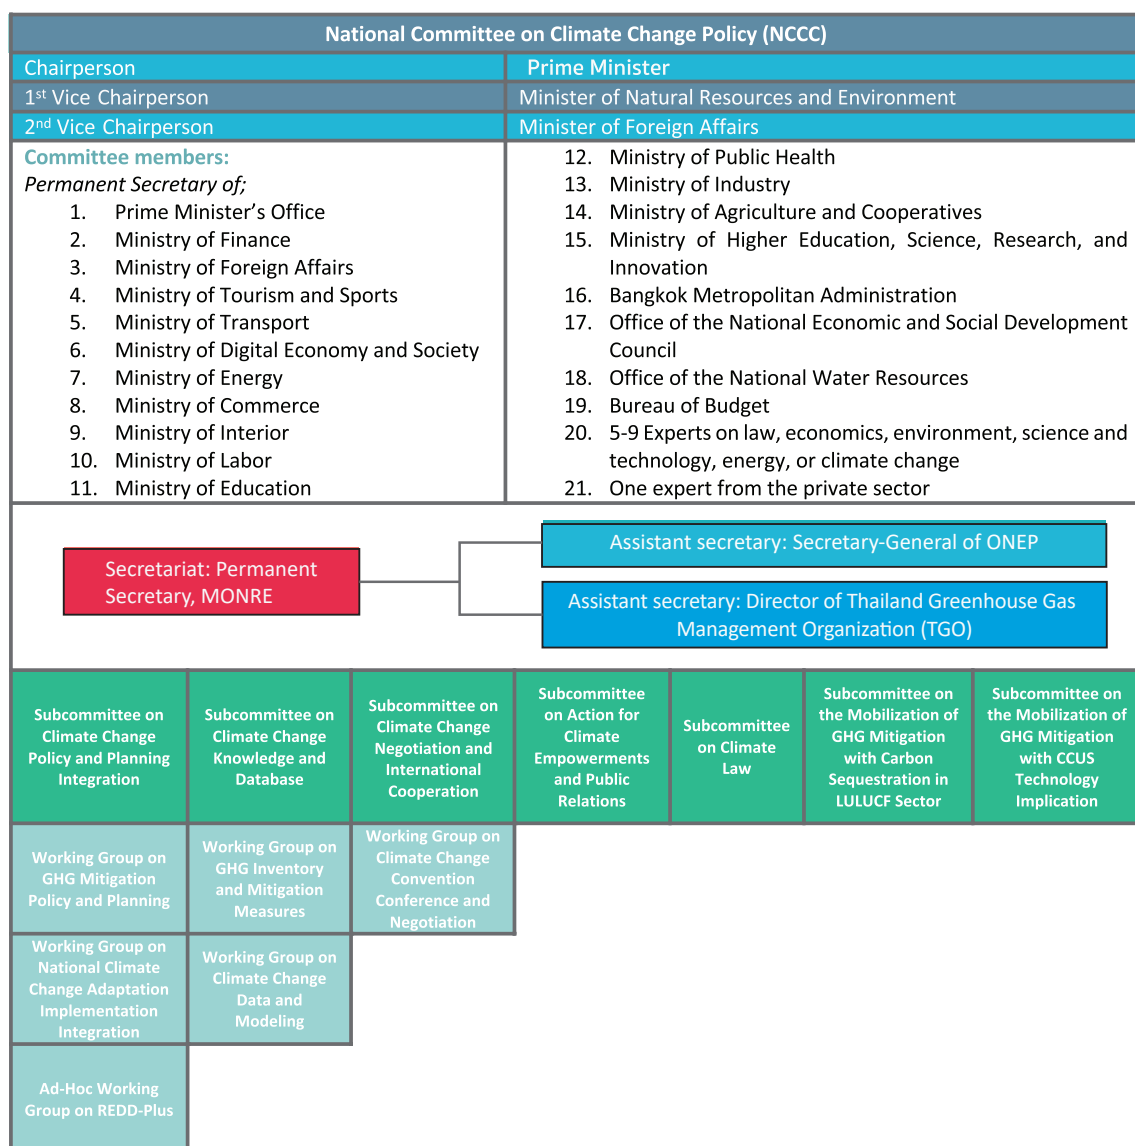 National Committee on Climate Change Policy (NCCC)
Chairperson
Prime Minister
1st Vice Chairperson
Minister of Natural Resources and Environment
2nd Vice Chairperson
Minister of Foreign Affairs
Committee members:
Permanent Secretary of;
1. Prime Minister’s Office
2. Ministry of Finance
3. Ministry of Foreign Affairs
4. Ministry of Tourism and Sports
5. Ministry of Transport
6. Ministry of Digital Economy and Society
7. Ministry of Energy
8. Ministry of Commerce
9. Ministry of Interior
10. Ministry of Labor
11. Ministry of Education
12. Ministry of Public Health
13. Ministry of Industry
14. Ministry of Agriculture and Cooperatives
15. Ministry of Higher Education, Science, Research, and
Innovation
16. Bangkok Metropolitan Administration
17. Office of the National Economic and Social Development
Council
18. Office of the National Water Resources
19. Bureau of Budget
20. 5-9 Experts on law, economics, environment, science and
technology, energy, or climate change
21. One expert from the private sector
Secretariat: Permanent
Secretary, MONRE
Assistant secretary: Secretary-General of ONEP
Assistant secretary: Director of Thailand Greenhouse Gas
Management Organization (TGO)
Subcommittee on
Climate Change
Policy and Planning
Integration
Subcommittee on
Climate Change
Knowledge and
Database
Subcommittee on
Climate Change
Negotiation and
International
Cooperation
Subcommittee
on Action for
Climate
Empowerments
and Public
Relations
Subcommittee
on Climate
Law
Subcommittee on
the Mobilization of
GHG Mitigation
with Carbon
Sequestration in
LULUCF Sector
Subcommittee on
the Mobilization of
GHG Mitigation
with CCUS
Technology
Implication
Working Group on
GHG Mitigation
Policy and Planning
Working Group on
GHG Inventory
and Mitigation
Measures
Working Group on
Climate Change
Convention
Conference and
Negotiation
Working Group on
National Climate
Change Adaptation
Implementation
Integration
Working Group on
Climate Change
Data and
Modeling
Ad-Hoc Working
Group on REDD-Plus